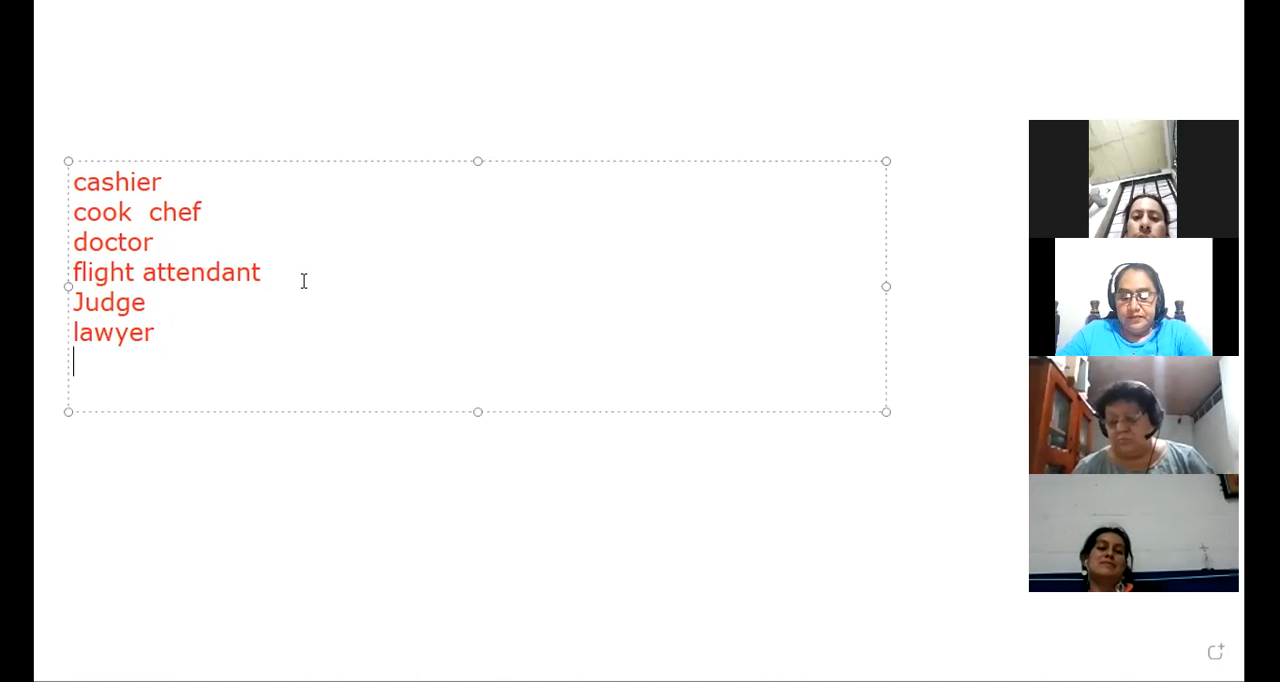 cashier
cook  chef
doctor
flight attendant
Judge
lawyer